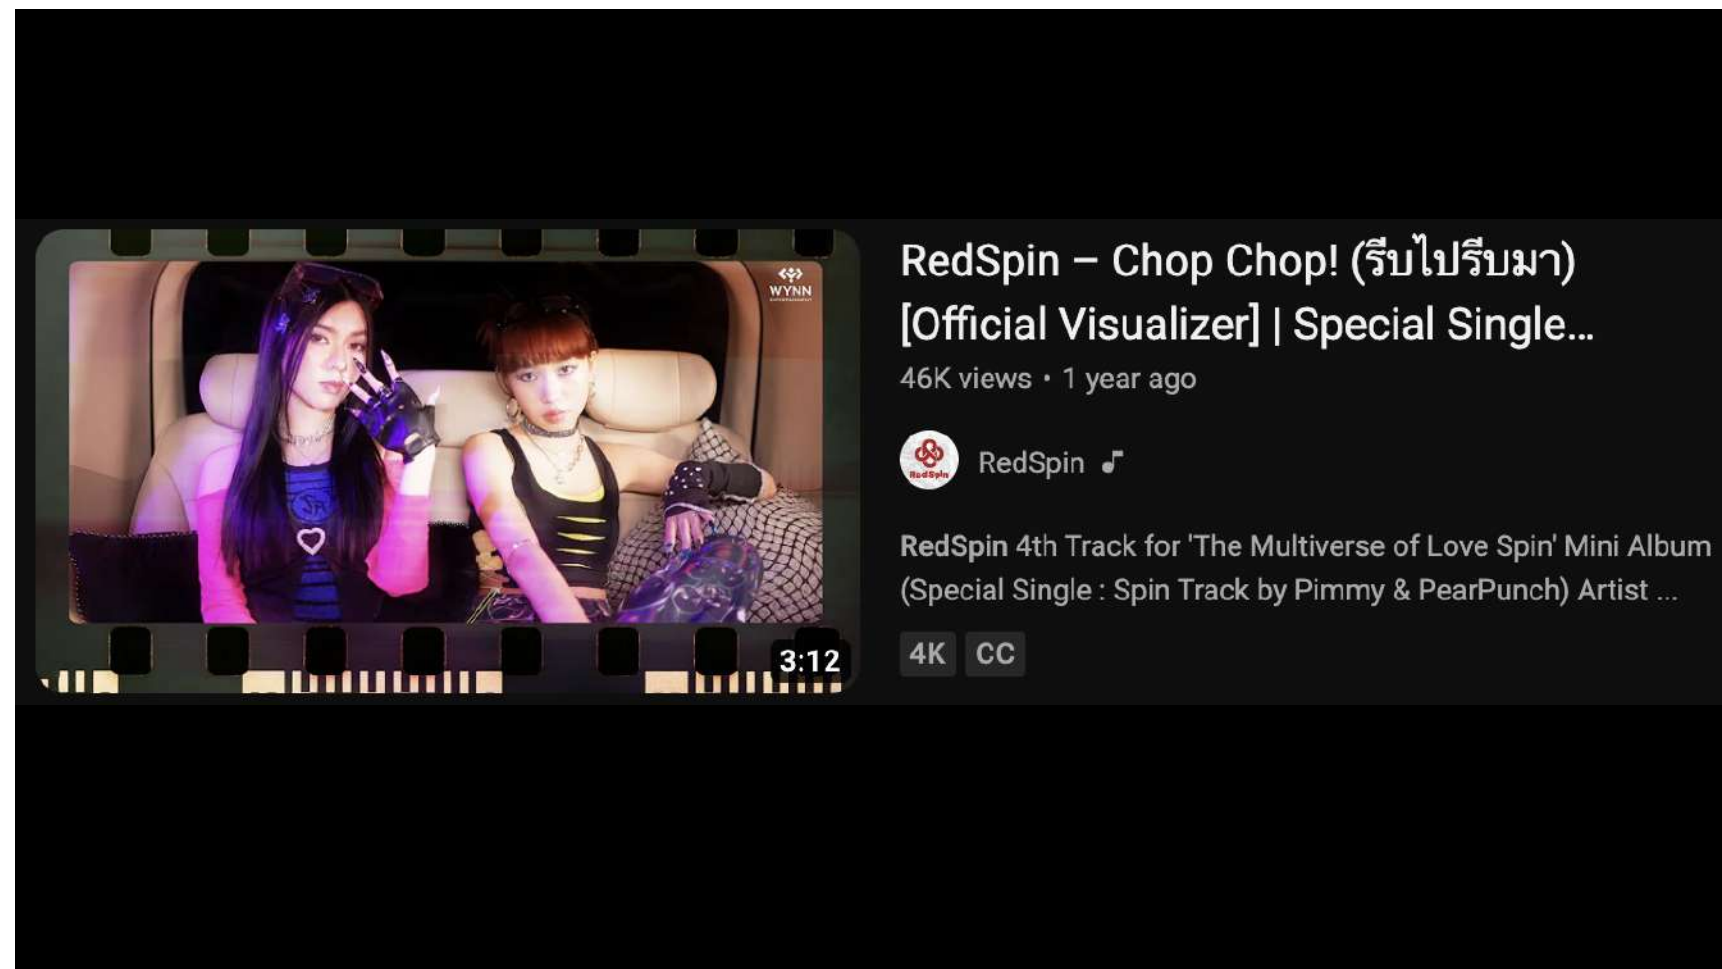 WYNN
3:12
RedSpin – Chop Chop! (รีบไปรีบมา)
[Official Visualizer] | Special Single...
46K views • 1 year ago
RedSpin
RedSpin
RedSpin 4th Track for 'The Multiverse of Love Spin' Mini Album
(Special Single : Spin Track by Pimmy & PearPunch) Artist ...
4K CC